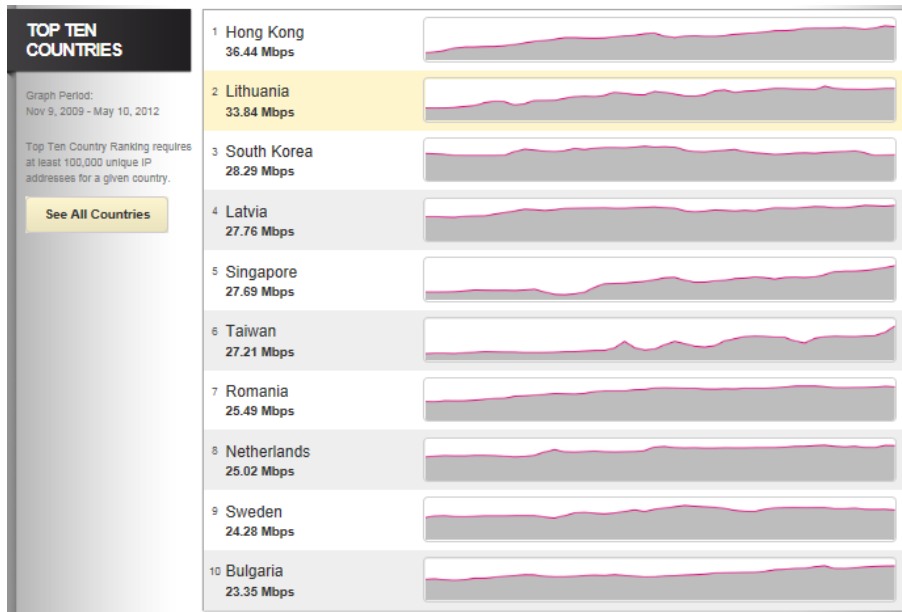 TOP TEN
COUNTRIES
Graph Period:
Nov 9, 2009 - May 10, 2012
Top Ten Country Ranking requires
at least 100,000 unique IP
addresses for a given country.
See All Countries
1 Hong Kong
36.44 Mbps
2 Lithuania
33.84 Mbps
3 South Korea
28.29 Mbps
4 Latvia
27.76 Mbps
5 Singapore
27.69 Mbps
6 Taiwan
27.21 Mbps
7 Romania
25.49 Mbps
8 Netherlands
25.02 Mbps
9 Sweden
24.28 Mbps
10 Bulgaria
23.35 Mbps